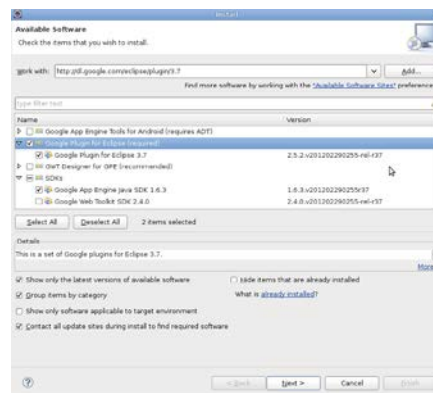 Install
Available Software
Check the items that you wish to install.
Work with: http://dl.google.com/eclipse/plugin/3.7 Add...
Find more software by working with the "Available Software Sites" preferences
type filter text
Name Version
Google App Engine Tools for Android (requires ADT)
Google Plugin for Eclipse (required)
Google Plugin for Eclipse 3.7 2.5.2.v201202290255-rel-r37
GWT Designer for GPE (recommended)
SDKs
Google App Engine Java SDK 1.6.3 1.6.3.v201202290255r37
Google Web Toolkit SDK 2.4.0 2.4.0.v201202290255-rel-r37
Select All Deselect All 2 items selected
Details
This is a set of Google plugins for Eclipse 3.7.
More
Show only the latest versions of available software Hide items that are already installed
Group items by category What is already installed?
Show only software applicable to target environment
Contact all update sites during install to find required software
< Back Next > Cancel Finish